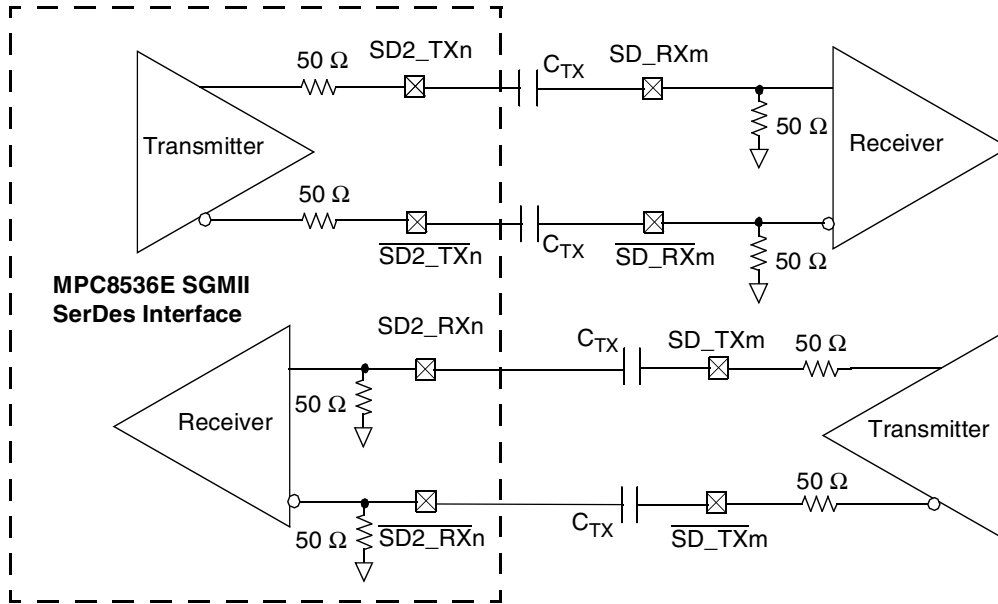 50 Ω
SD2_TXn
C_TX
SD_RXm
50 Ω
Transmitter
Receiver
50 Ω
SD2_TXn
C_TX
SD_RXm
50 Ω
MPC8536E SGMII
SerDes Interface
SD2_RXn
C_TX
SD_TXm
50 Ω
50 Ω
Receiver
Transmitter
50 Ω
SD2_RXn
C_TX
SD_TXm
50 Ω